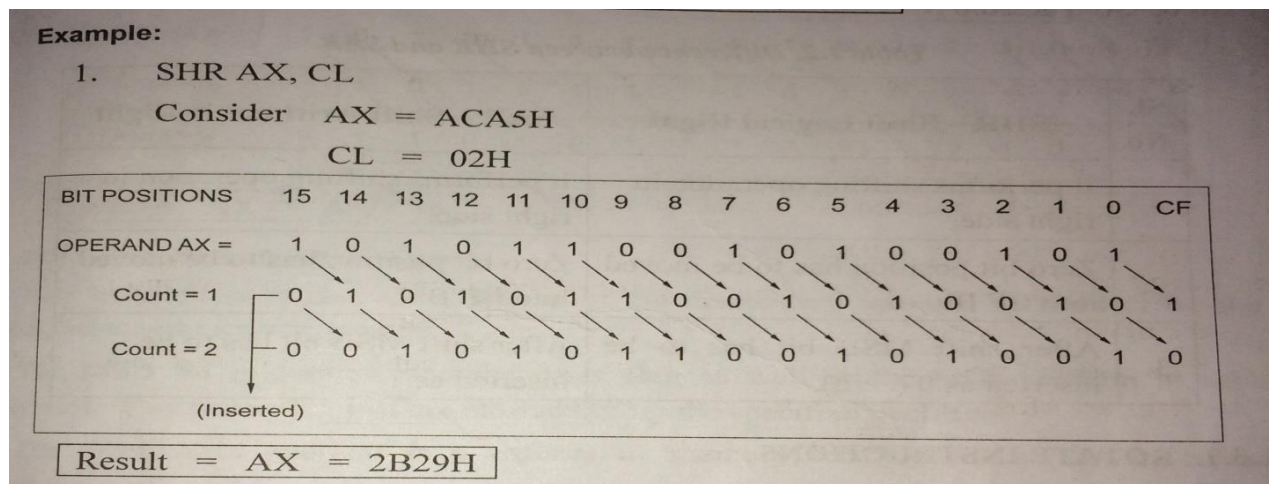 Example:
1. SHR AX, CL
Consider AX = ACA5H
CL = 02H
BIT POSITIONS 15 14 13 12 11 10 9 8 7 6 5 4 3 2 1 0 CF
OPERAND AX = 1 0 1 0 1 1 0 0 1 0 1 0 0 1 0 1
Count = 1 0 1 0 1 0 1 1 0 0 1 0 1 0 0 1 0 1
Count = 2 0 0 1 0 1 0 1 1 0 0 1 0 1 0 0 1 0
(Inserted)
Result = AX = 2B29H